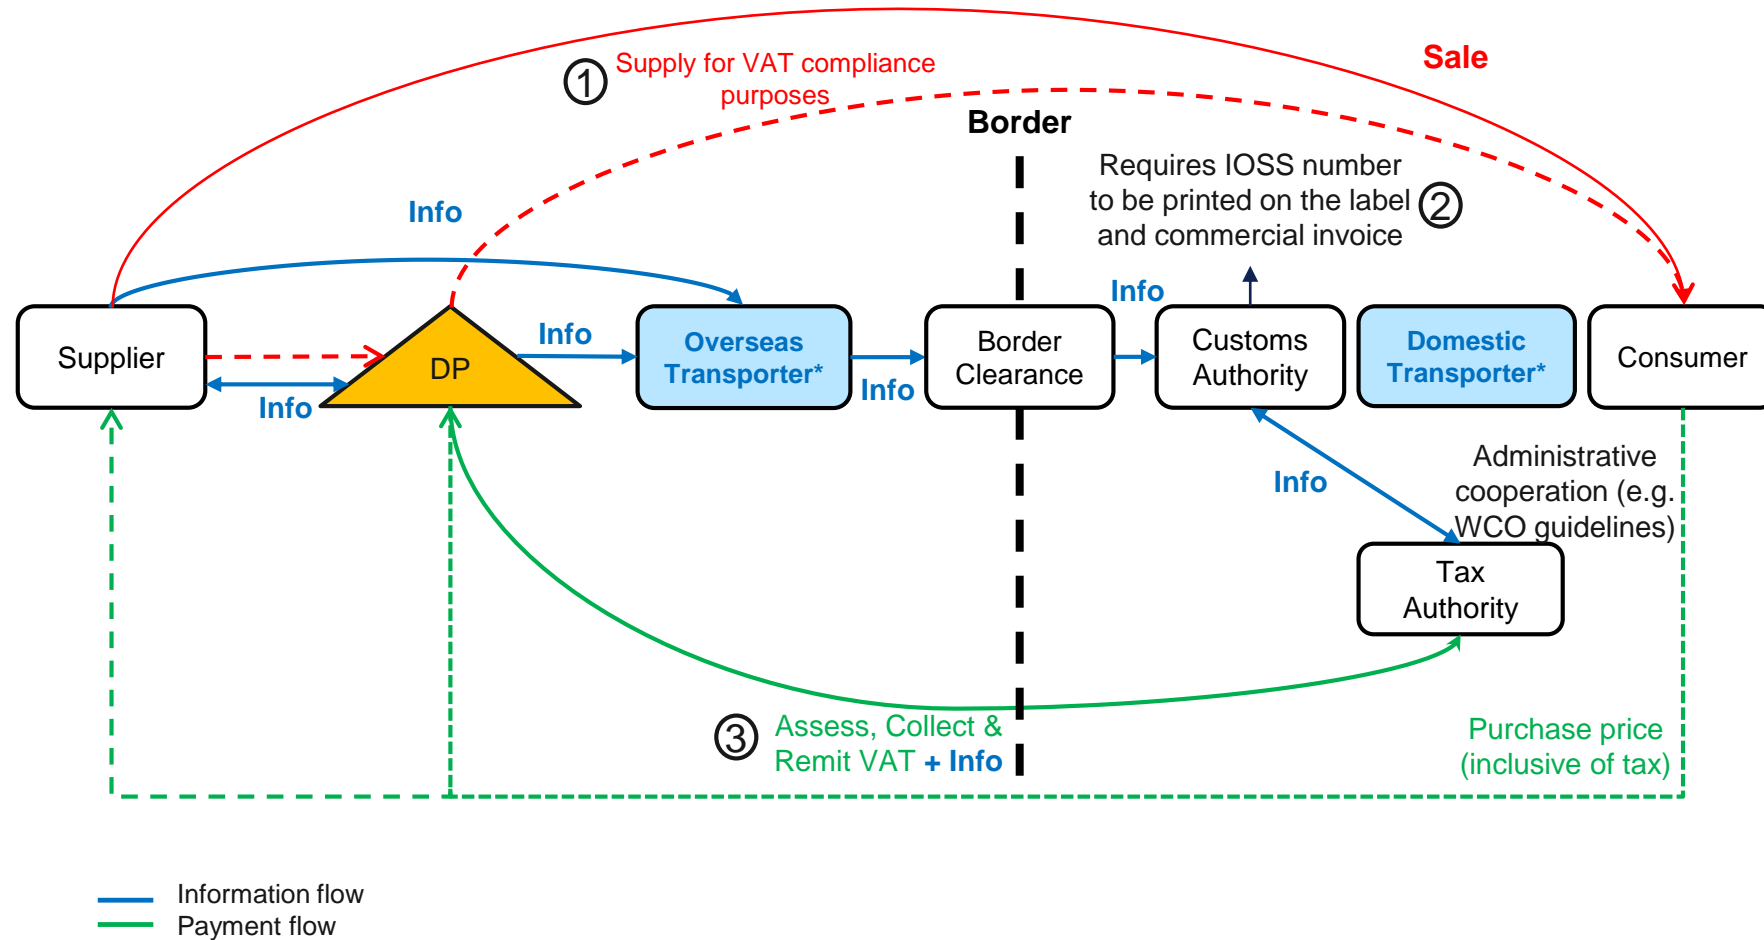 Sale
1
Supply for VAT compliance
purposes
Border
Requires IOSS number
to be printed on the label
and commercial invoice
2
Info
Info
Info
Supplier
DP
Overseas
Transporter*
Border
Clearance
Customs
Authority
Domestic
Transporter*
Consumer
Info
Info
Info
Administrative
cooperation (e.g.
WCO guidelines)
Tax
Authority
3
Assess, Collect &
Remit VAT + Info
Purchase price
(inclusive of tax)
Information flow
Payment flow